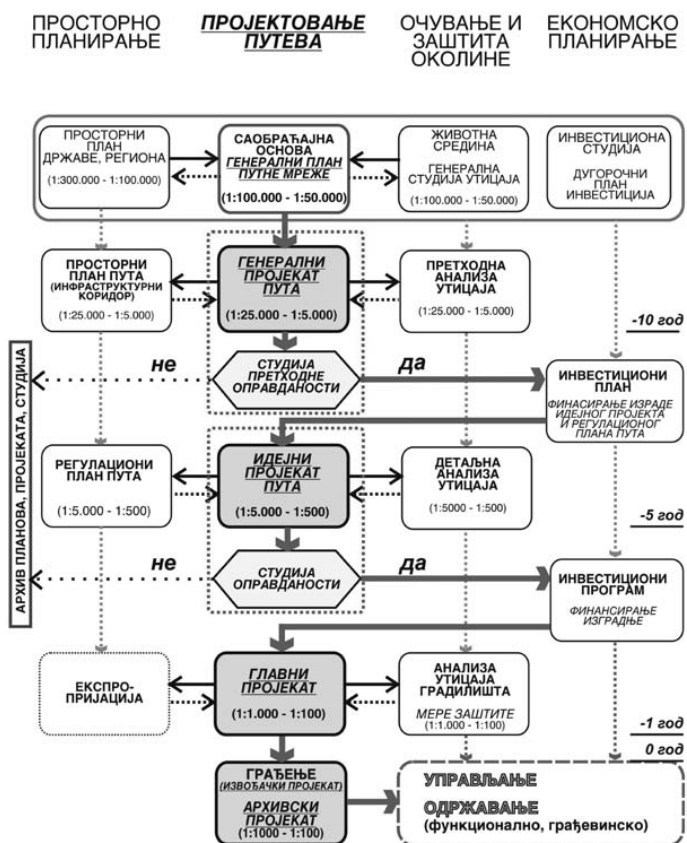 ПРОСТОРНО
ПЛАНИРАЊЕ
ПРОЈЕКТОВАЊЕ
ПУТЕВА
ОЧУВАЊЕ И
ЗАШТИТА
ОКОЛИНЕ
ЕКОНОМСКО
ПЛАНИРАЊЕ
ПРОСТОРНИ
ПЛАН
ДРЖАВЕ, РЕГИОНА
(1:300.000 - 1:100.000)
САОБРАЋАЈНА
ОСНОВА
ГЕНЕРАЛНИ ПЛАН
ПУТНЕ МРЕЖЕ
(1:100.000 - 1:50.000)
ЖИВОТНА
СРЕДИНА
ГЕНЕРАЛНА
СТУДИЈА УТИЦАЈА
(1:100.000 - 1:50.000)
ИНВЕСТИЦИОНА
СТУДИЈА
ДУГОРОЧНИ
ПЛАН
ИНВЕСТИЦИЈА
ПРОСТОРНИ
ПЛАН ПУТА
(ИНФРАСТРУКТУРНИ
КОРИДОР)
(1:25.000 - 1:5.000)
ГЕНЕРАЛНИ
ПРОЈЕКАТ
ПУТА
(1:25.000 - 1:5.000)
ПРЕТХОДНА
АНАЛИЗА
УТИЦАЈА
(1:25.000 - 1:5.000)
-10 год
не
СТУДИЈА
ПРЕТХОДНЕ
ОПРАВДАНОСТИ
да
ИНВЕСТИЦИОНИ
ПЛАН
ФИНАСИРАЊЕ ИЗРАДЕ
ИДЕЈНОГ ПРОЈЕКТА
И РЕГУЛАЦИОНОГ
ПЛАНА ПУТА
АРХИВ ПЛАНОВА, ПРОЈЕКАТА, СТУДИЈА
РЕГУЛАЦИОНИ
ПЛАН ПУТА
(1:5.000 - 1:500)
ИДЕЈНИ
ПРОЈЕКАТ
ПУТА
(1:5.000 - 1:500)
ДЕТАЉНА
АНАЛИЗА
УТИЦАЈА
(1:5000 - 1:500)
-5 год
не
СТУДИЈА
ОПРАВДАНОСТИ
да
ИНВЕСТИЦИОНИ
ПРОГРАМ
ФИНАНСИРАЊЕ
ИЗГРАДЊЕ
ЕКСПРО-
ПРИЈАЦИЈА
ГЛАВНИ
ПРОЈЕКАТ
(1:1.000 - 1:100)
АНАЛИЗА
УТИЦАЈА
ГРАДИЛИШТА
МЕРЕ ЗАШТИТЕ
(1:1.000 - 1:100)
-1 год
0 год
ГРАЂЕЊЕ
(ИЗВОЂАЧКИ ПРОЈЕКАТ)
АРХИВСКИ
ПРОЈЕКАТ
(1:1000 - 1:100)
УПРАВЉАЊЕ
ОДРЖАВАЊЕ
(функционално, грађевинско)